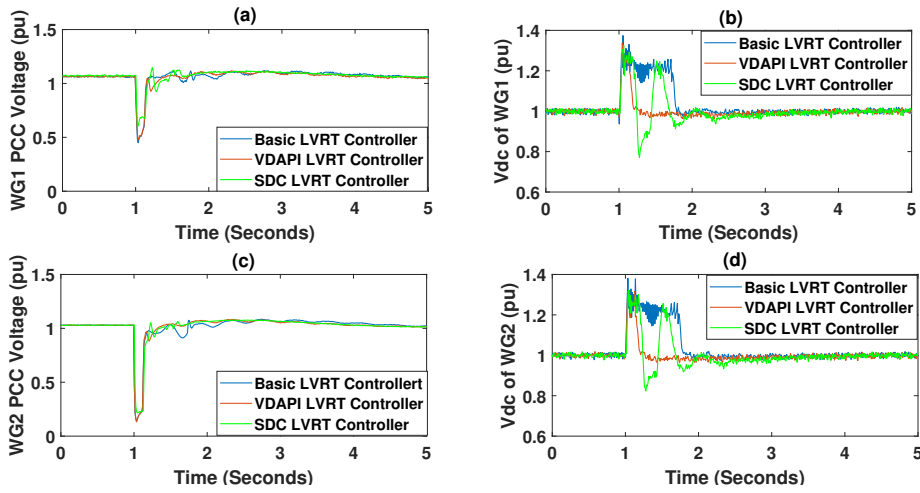 (a)
WG1 PCC Voltage (pu)
1.5
1
0.5
0
Basic LVRT Controller
VDAPI LVRT Controller
SDC LVRT Controller
0 1 2 3 4 5
Time (Seconds)
(b)
Vdc of WG1 (pu)
1.4
1.2
1
0.8
0.6
Basic LVRT Controller
VDAPI LVRT Controller
SDC LVRT Controller
0 1 2 3 4 5
Time (Seconds)
(c)
WG2 PCC Voltage (pu)
1.5
1
0.5
0
Basic LVRT Controllert
VDAPI LVRT Controller
SDC LVRT Controller
0 1 2 3 4 5
Time (Seconds)
(d)
Vdc of WG2 (pu)
1.4
1.2
1
0.8
0.6
Basic LVRT Controller
VDAPI LVRT Controller
SDC LVRT Controller
0 1 2 3 4 5
Time (Seconds)